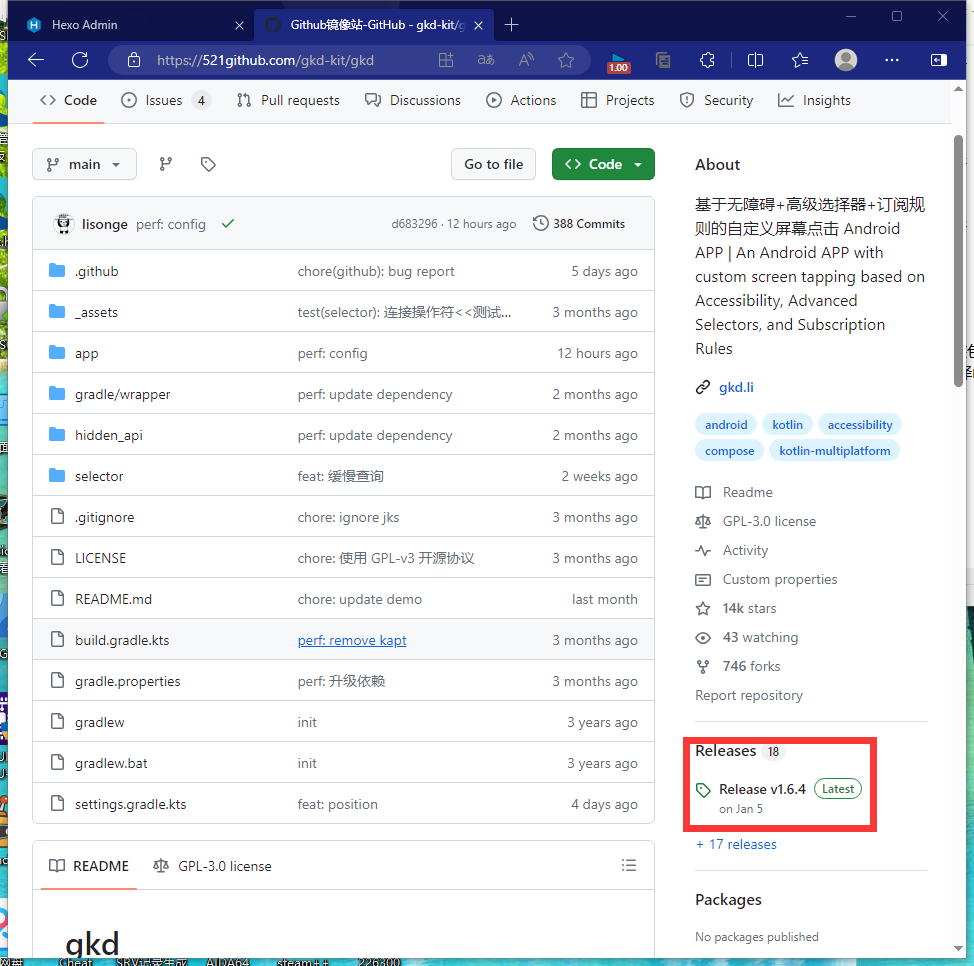 Hexo Admin
Github镜像站-GitHub - gkd-kit/g
https://521github.com/gkd-kit/gkd
1.00
Code
Issues 4
Pull requests
Discussions
Actions
Projects
Security
Insights
main
Go to file
Code
lisonge perf: config
d683296 · 12 hours ago
388 Commits
.github chore(github): bug report 5 days ago
_assets test(selector): 连接操作符<<测试... 3 months ago
app perf: config 12 hours ago
gradle/wrapper perf: update dependency 2 months ago
hidden_api perf: update dependency 2 months ago
selector feat: 缓慢查询 2 weeks ago
.gitignore chore: ignore jks 3 months ago
LICENSE chore: 使用 GPL-v3 开源协议 3 months ago
README.md chore: update demo last month
build.gradle.kts perf: remove kapt 3 months ago
gradle.properties perf: 升级依赖 3 months ago
gradlew init 3 years ago
gradlew.bat init 3 years ago
settings.gradle.kts feat: position 4 days ago
README
GPL-3.0 license
gkd
About
基于无障碍+高级选择器+订阅规
则的自定义屏幕点击 Android
APP | An Android APP with
custom screen tapping based on
Accessibility, Advanced
Selectors, and Subscription
Rules
gkd.li
android kotlin accessibility
compose kotlin-multiplatform
Readme
GPL-3.0 license
Activity
Custom properties
14k stars
43 watching
746 forks
Report repository
Releases 18
Release v1.6.4 Latest
on Jan 5
+ 17 releases
Packages
No packages published
Cheat
AIDA64
steam++
226300